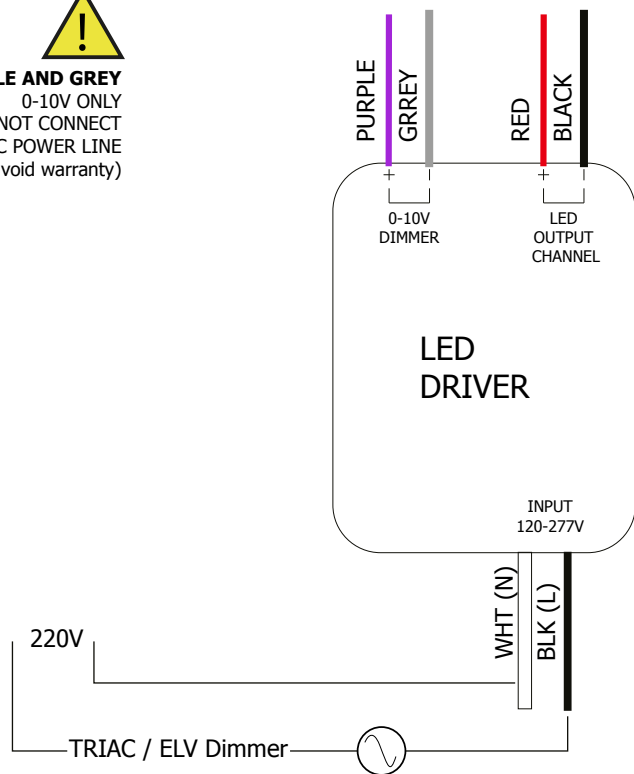 !
LE AND GREY
0-10V ONLY
NOT CONNECT
C POWER LINE
void warranty)
PURPLE
GRREY
RED
BLACK
+ −
+ −
0-10V
DIMMER
LED
OUTPUT
CHANNEL
LED
DRIVER
INPUT
120-277V
WHT (N)
BLK (L)
220V
TRIAC / ELV Dimmer